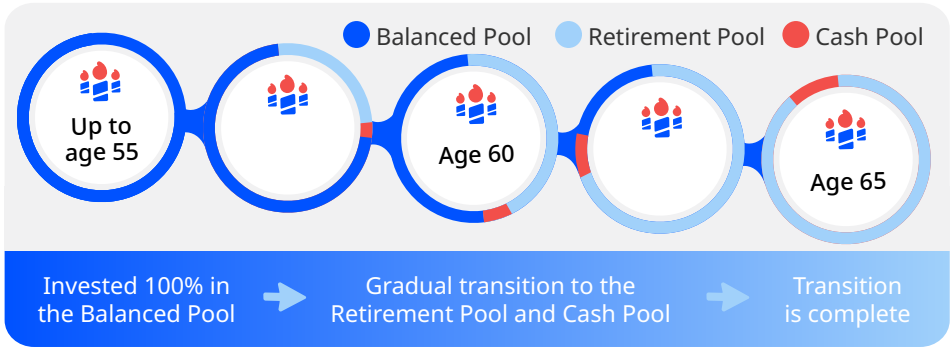 Balanced Pool
Retirement Pool
Cash Pool
Up to
age 55
Age 60
Age 65
Invested 100% in
the Balanced Pool
Gradual transition to the
Retirement Pool and Cash Pool
Transition
is complete